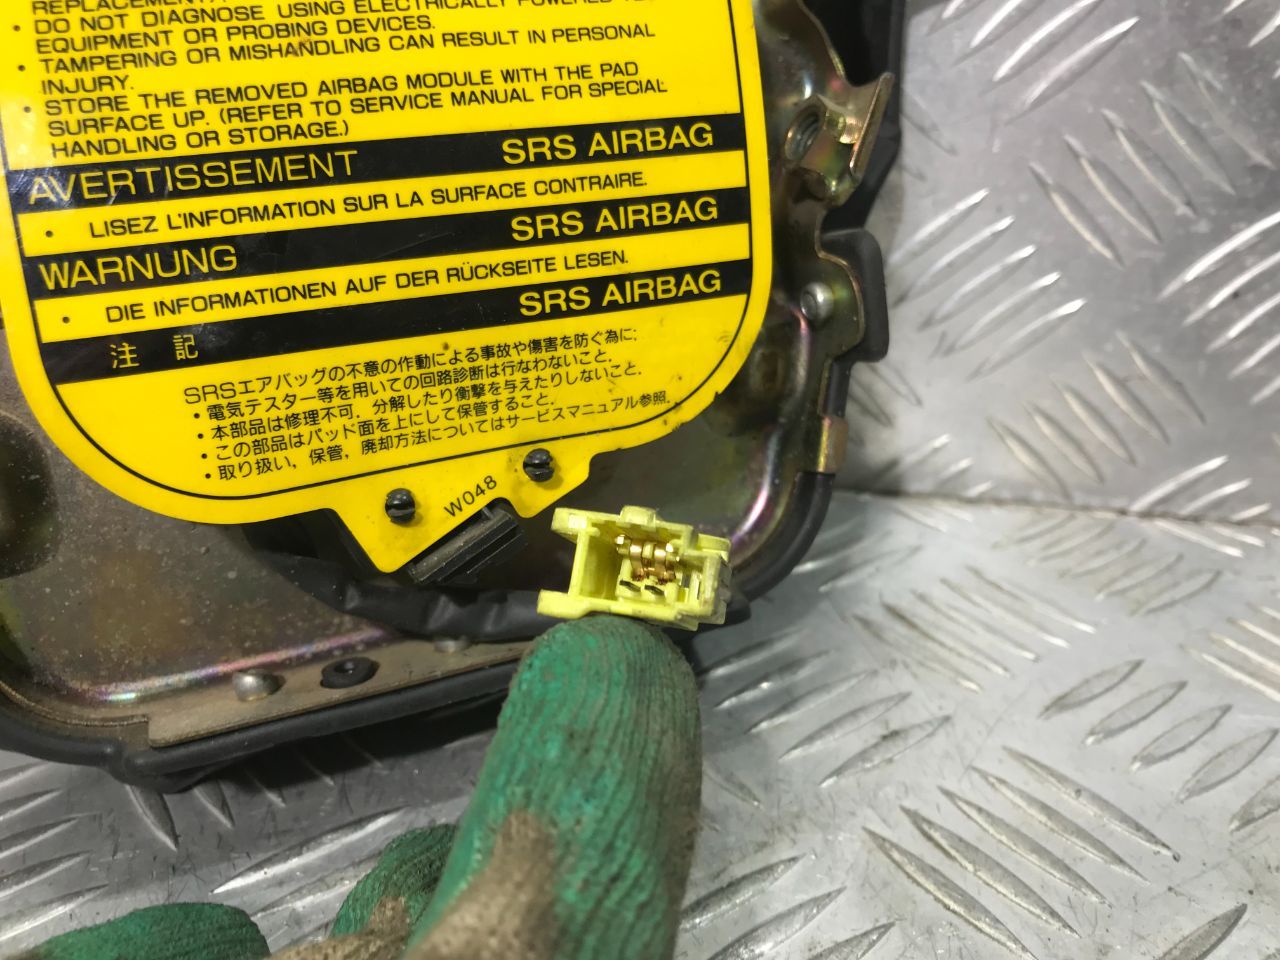 REPLACEMENT
• DO NOT DIAGNOSE USING ELECTRICALLY POWERED
EQUIPMENT OR PROBING DEVICES.
• TAMPERING OR MISHANDLING CAN RESULT IN PERSONAL
INJURY.
• STORE THE REMOVED AIRBAG MODULE WITH THE PAD
SURFACE UP. (REFER TO SERVICE MANUAL FOR SPECIAL
HANDLING OR STORAGE.)
AVERTISSEMENT SRS AIRBAG
• LISEZ L'INFORMATION SUR LA SURFACE CONTRAIRE.
WARNUNG SRS AIRBAG
• DIE INFORMATIONEN AUF DER RÜCKSEITE LESEN.
注 記 SRS AIRBAG
SRSエアバッグの不意の作動による事故や傷害を防ぐ為に;
・電気テスター等を用いての回路診断は行なわないこと.
・本部品は修理不可. 分解したり衝撃を与えたりしないこと.
・この部品はパッド面を上にして保管すること.
・取り扱い, 保管, 廃却方法についてはサービスマニュアル参照.
W048